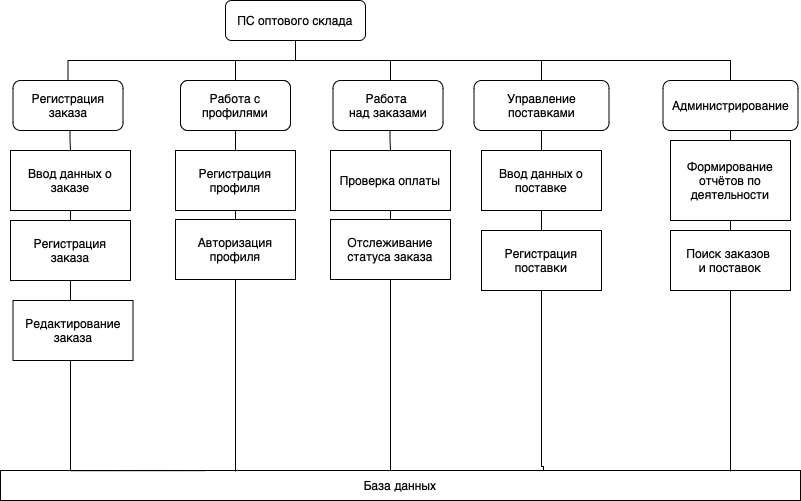 ПС оптового склада
Регистрация
заказа
Работа с
профилями
Работа
над заказами
Управление
поставками
Администрирование
Ввод данных о
заказе
Регистрация
профиля
Проверка оплаты
Ввод данных о
поставке
Формирование
отчётов по
деятельности
Регистрация
заказа
Авторизация
профиля
Отслеживание
статуса заказа
Регистрация
поставки
Поиск заказов
и поставок
Редактирование
заказа
База данных